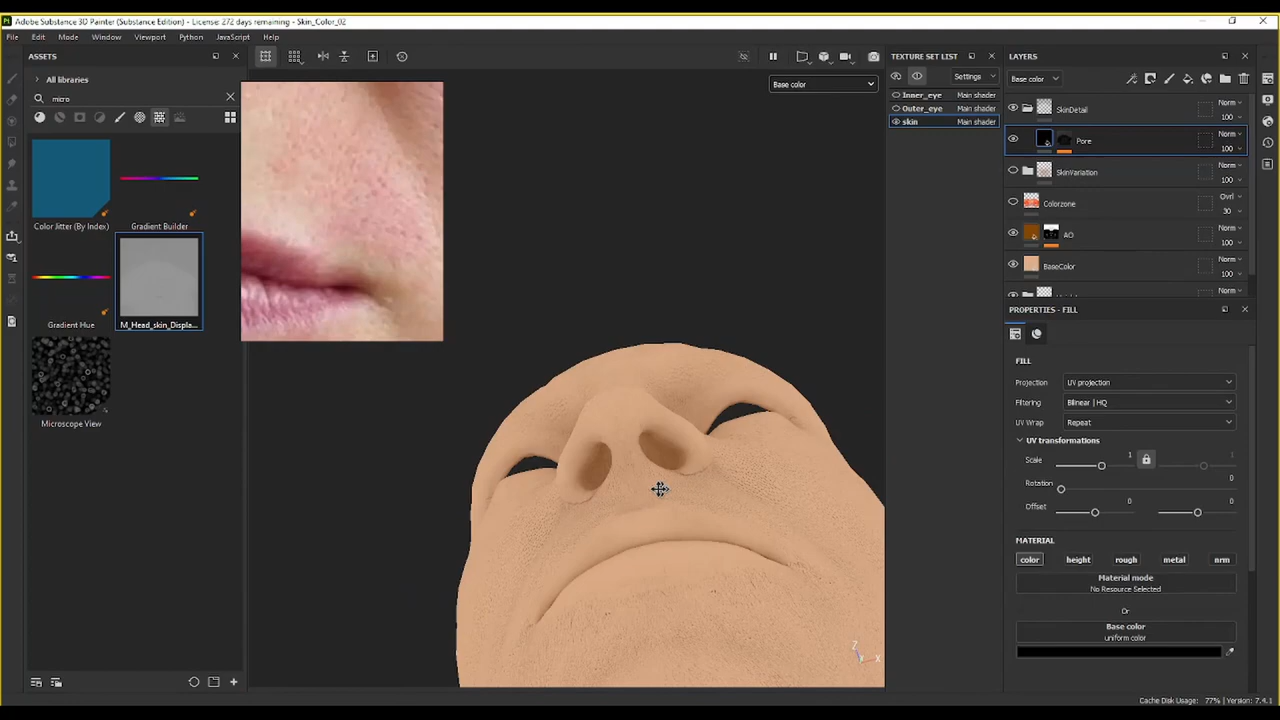 Adobe Substance 3D Painter (Substance Edition) - License: 272 days remaining - Skin_Color_02
File Edit Mode Window Viewport Python JavaScript Help
ASSETS
All libraries
micro
Color Jitter (By Index)
Gradient Builder
Gradient Hue
M_Head_skin_Displa...
Microscope View
Base color
Z
X
TEXTURE SET LIST
Settings
Inner_eye Main shader
Outer_eye Main shader
skin Main shader
LAYERS
Base color
SkinDetail Norm 100
Pore Norm 100
SkinVariation Norm 100
Colorzone Ovrl 30
AO Norm 100
BaseColor Norm 100
Norm
PROPERTIES - FILL
FILL
Projection UV projection
Filtering Bilinear | HQ
UV Wrap Repeat
UV transformations
Scale 1 1
Rotation 0
Offset 0 0
MATERIAL
color height rough metal nrm
Material mode
No Resource Selected
Or
Base color
uniform color
Cache Disk Usage: 77% | Version: 7.4.1